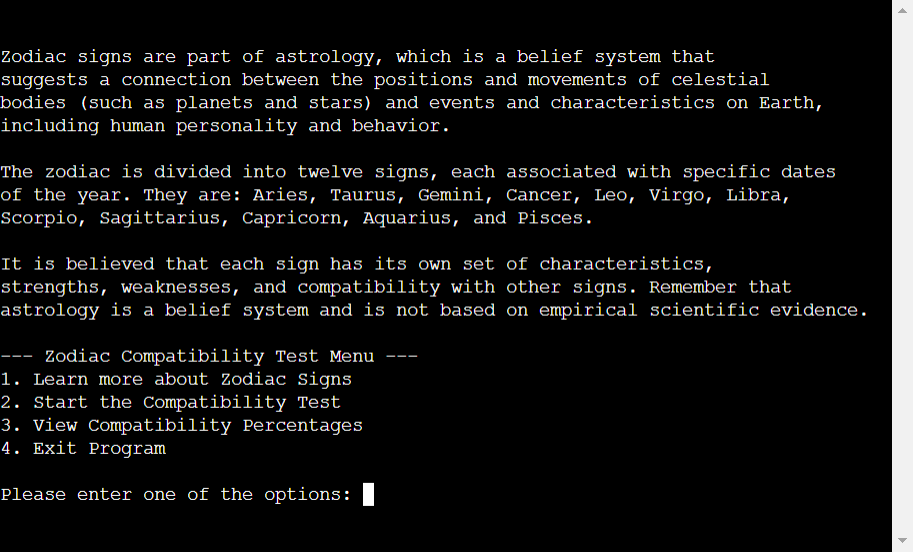 Zodiac signs are part of astrology, which is a belief system that
suggests a connection between the positions and movements of celestial
bodies (such as planets and stars) and events and characteristics on Earth,
including human personality and behavior.
The zodiac is divided into twelve signs, each associated with specific dates
of the year. They are: Aries, Taurus, Gemini, Cancer, Leo, Virgo, Libra,
Scorpio, Sagittarius, Capricorn, Aquarius, and Pisces.
It is believed that each sign has its own set of characteristics,
strengths, weaknesses, and compatibility with other signs. Remember that
astrology is a belief system and is not based on empirical scientific evidence.
--- Zodiac Compatibility Test Menu ---
1. Learn more about Zodiac Signs
2. Start the Compatibility Test
3. View Compatibility Percentages
4. Exit Program
Please enter one of the options: